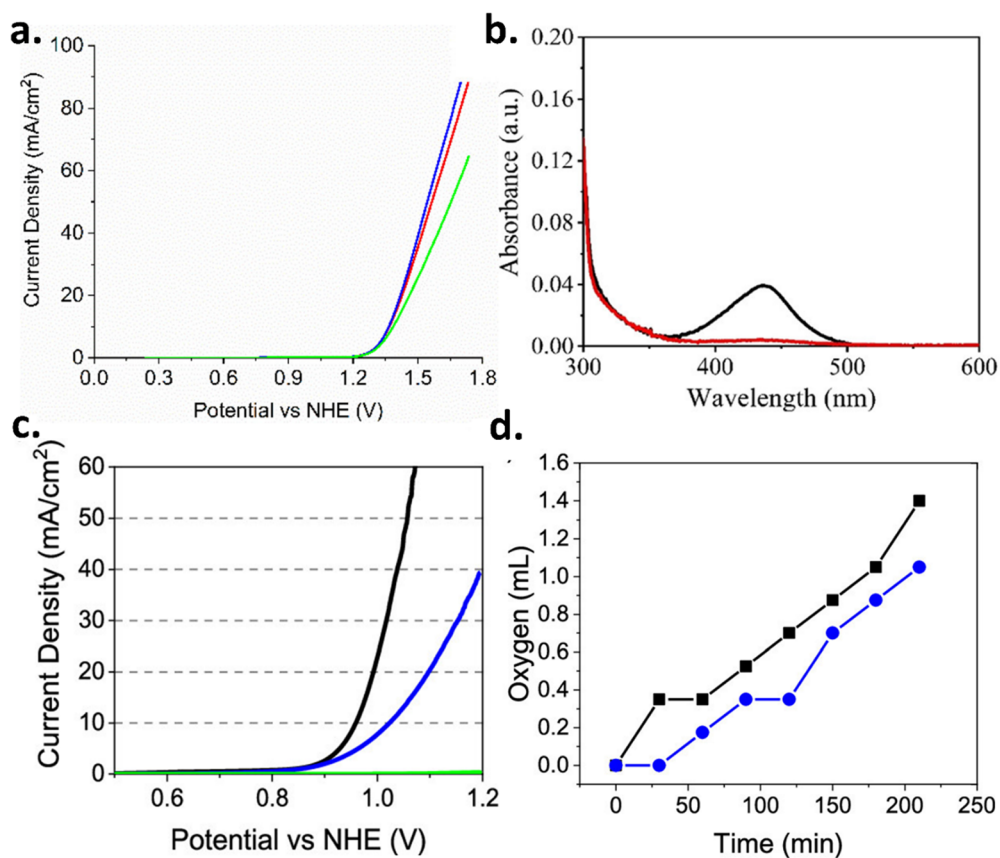 a.
100
80
60
40
20
0
Current Density (mA/cm²)
0.0 0.3 0.6 0.9 1.2 1.5 1.8
Potential vs NHE (V)
b.
0.20
0.16
0.12
0.08
0.04
0.00
Absorbance (a.u.)
300 400 500 600
Wavelength (nm)
c.
60
50
40
30
20
10
0
Current Density (mA/cm²)
0.6 0.8 1.0 1.2
Potential vs NHE (V)
d.
1.6
1.4
1.2
1.0
0.8
0.6
0.4
0.2
0.0
Oxygen (mL)
0 50 100 150 200 250
Time (min)